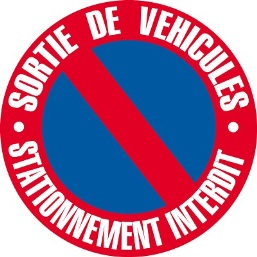 SORTIE DE VEHICULES
STATIONNEMENT INTERDIT